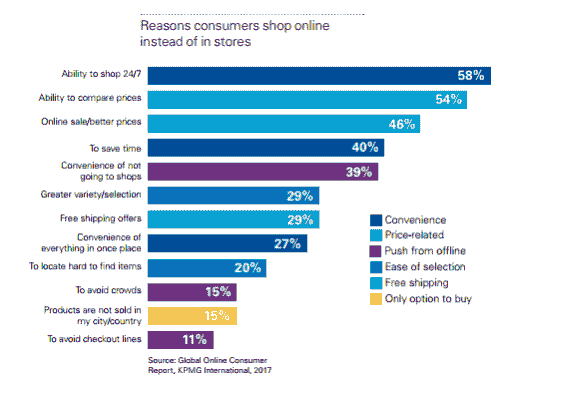 Reasons consumers shop online
instead of in stores
Ability to shop 24/7
58%
Ability to compare prices
54%
Online sale/better prices
46%
To save time
40%
Convenience of not
going to shops
39%
Greater variety/selection
29%
Free shipping offers
29%
Convenience of
everything in once place
27%
To locate hard to find items
20%
To avoid crowds
15%
Products are not sold in
my city/country
15%
To avoid checkout lines
11%
Convenience
Price-related
Push from offline
Ease of selection
Free shipping
Only option to buy
Source: Global Online Consumer
Report, KPMG International, 2017